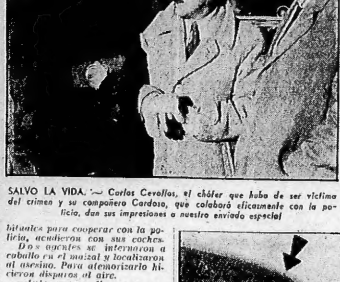 SALVO LA VIDA. — Carlos Cevallos, el chófer que hubo de ser victima
del crimen y su compañero Cardoso, que colaboró eficazmente con la po-
licía, dan sus impresiones a nuestro enviado especial
bituales para cooperar con la po-
licía, acudieron con sus coches.
Dos agentes se internaron a
caballo en el maizal y localizaron
al asesino. Para atemorizarlo hi-
cieron disparos al aire.